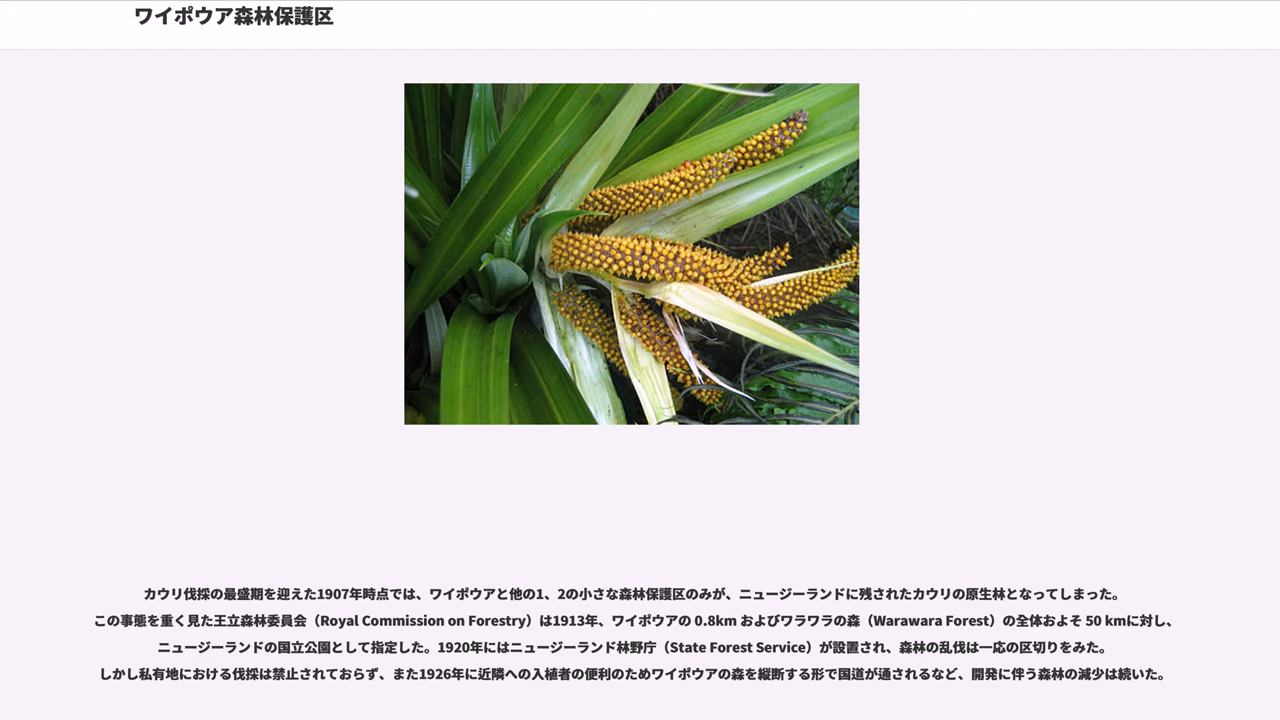 ワイポウア森林保護区
カウリ伐採の最盛期を迎えた1907年時点では、ワイポウアと他の1、2の小さな森林保護区のみが、ニュージーランドに残されたカウリの原生林となってしまった。
この事態を重く見た王立森林委員会（Royal Commission on Forestry）は1913年、ワイポウアの 0.8km およびワラワラの森（Warawara Forest）の全体およそ 50 kmに対し、
ニュージーランドの国立公園として指定した。1920年にはニュージーランド林野庁（State Forest Service）が設置され、森林の乱伐は一応の区切りをみた。
しかし私有地における伐採は禁止されておらず、また1926年に近隣への入植者の便利のためワイポウアの森を縦断する形で国道が通されるなど、開発に伴う森林の減少は続いた。